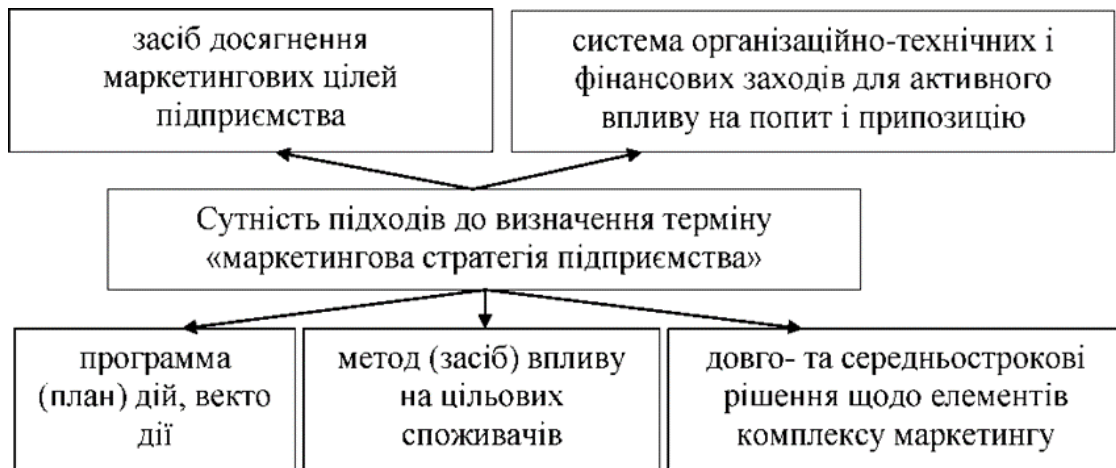 засіб досягнення
маркетингових цілей
підприємства
система організаційно-технічних і
фінансових заходів для активного
впливу на попит і припозицію
Сутність підходів до визначення терміну
«маркетингова стратегія підприємства»
программа
(план) дій, векто
дії
метод (засіб) впливу
на цільових
споживачів
довго- та середньострокові
рішення щодо елементів
комплексу маркетингу